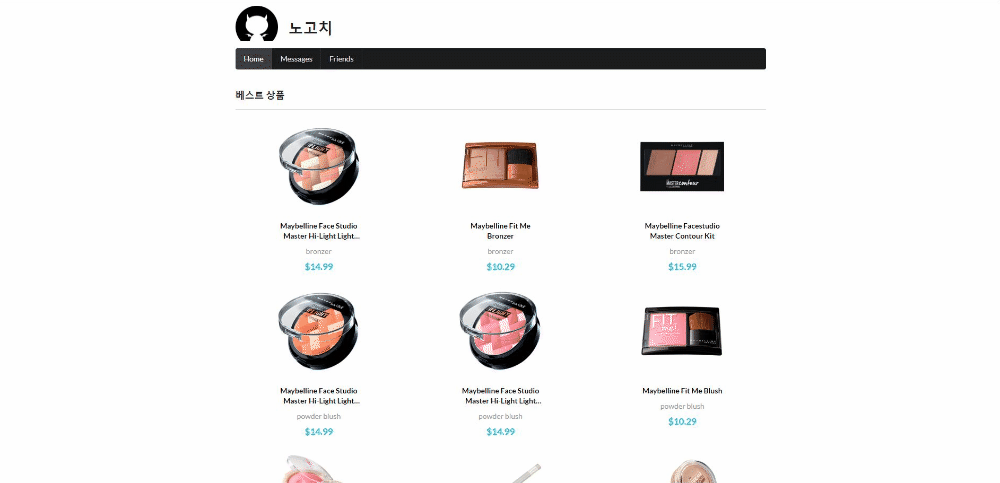 노고치
Home Messages Friends
베스트 상품
Maybelline Face Studio
Master Hi-Light Light...
bronzer
$14.99
Maybelline Fit Me
Bronzer
bronzer
$10.29
Maybelline Facestudio
Master Contour Kit
bronzer
$15.99
Maybelline Face Studio
Master Hi-Light Light...
powder blush
$14.99
Maybelline Face Studio
Master Hi-Light Light...
powder blush
$14.99
FIT
Maybelline Fit Me Blush
powder blush
$10.29